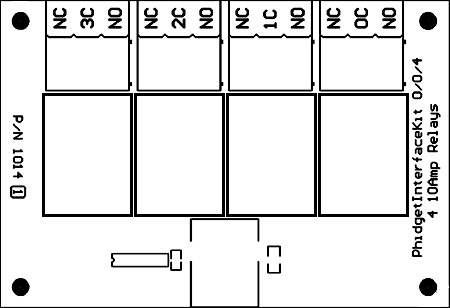 NC 3C NO NC 2C NO NC 1C NO NC 0C NO
P/N 1014 1
PhidgetInterfaceKit 0/0/4
4 10Amp Relays